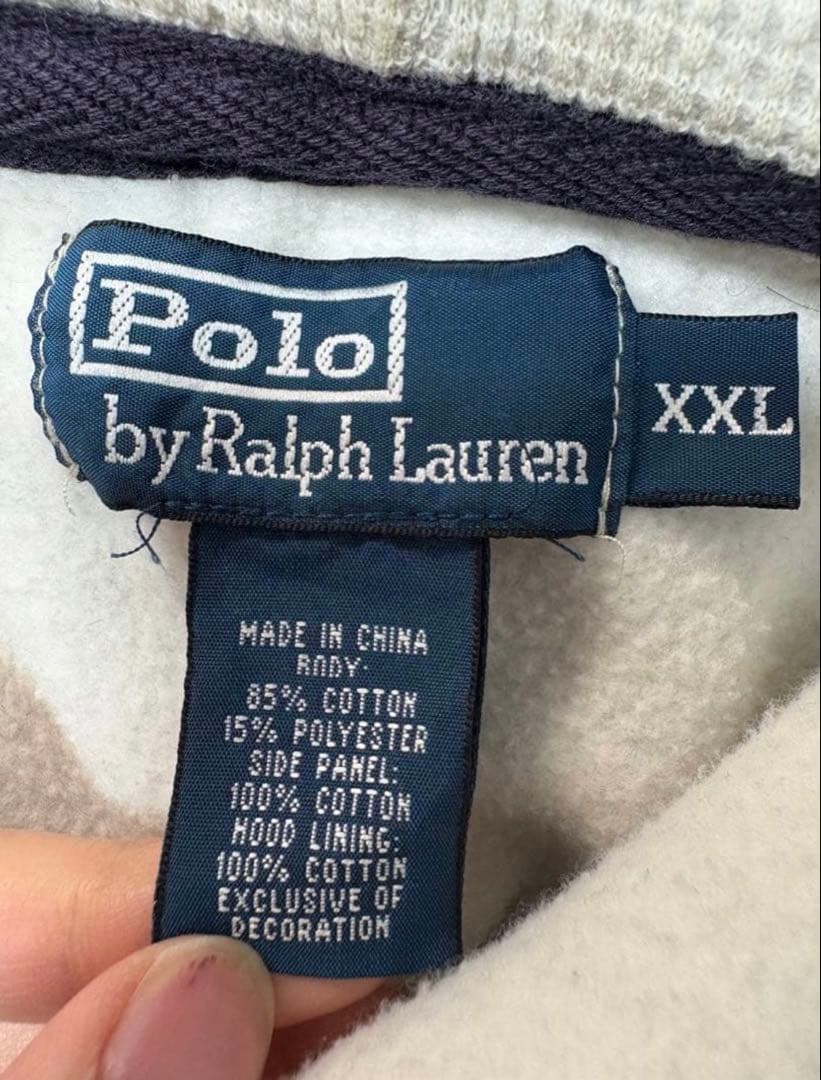 Polo
by Ralph Lauren
XXL
MADE IN CHINA
BODY:
85% COTTON
15% POLYESTER
SIDE PANEL:
100% COTTON
HOOD LINING:
100% COTTON
EXCLUSIVE OF
DECORATION